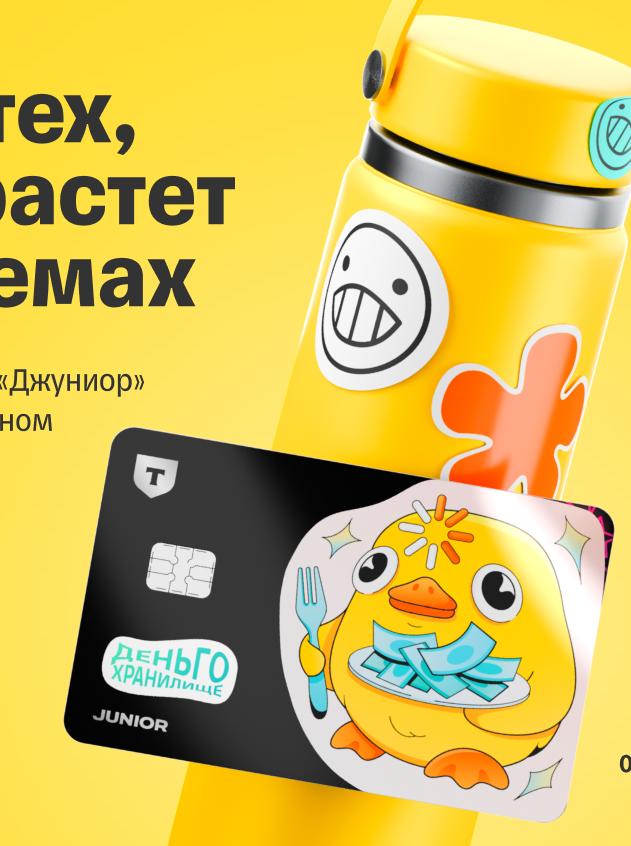 тех,
растет
емах
«Джуниор»
ном
Т
ДЕНЬГО
ХРАНИЛИЩЕ
JUNIOR